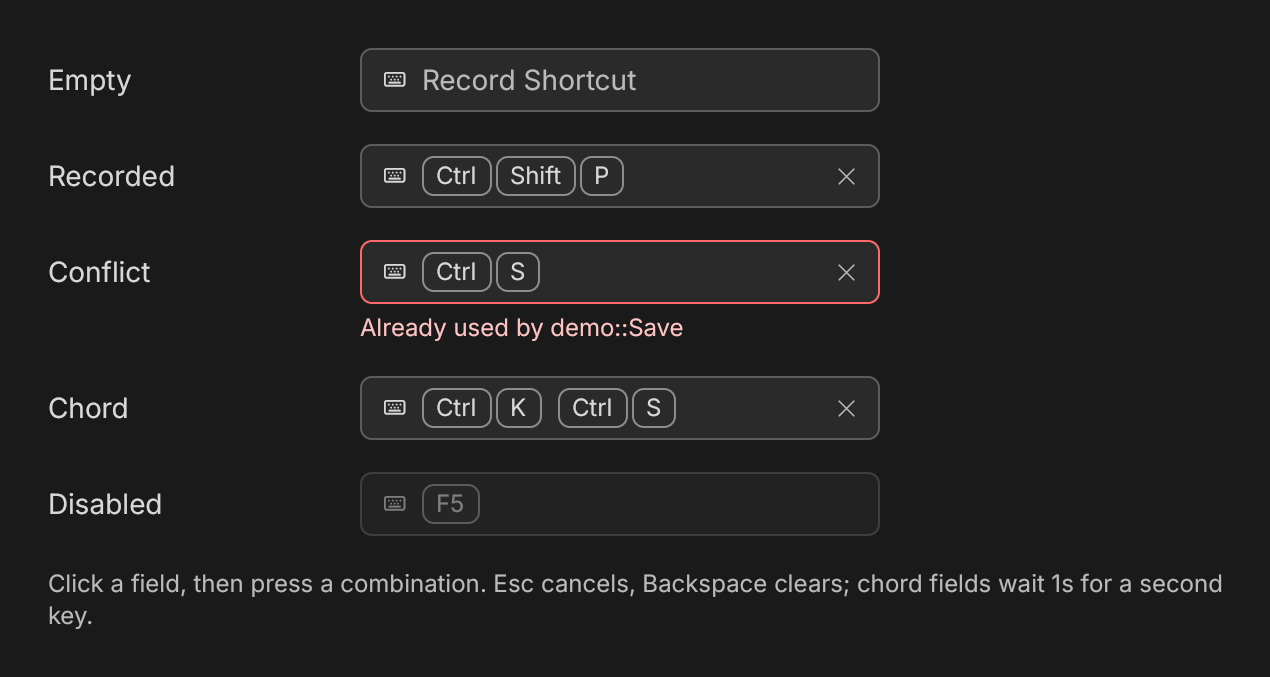 Empty
Record Shortcut
Recorded
Ctrl Shift P
Conflict
Ctrl S
Already used by demo::Save
Chord
Ctrl K Ctrl S
Disabled
F5
Click a field, then press a combination. Esc cancels, Backspace clears; chord fields wait 1s for a second
key.